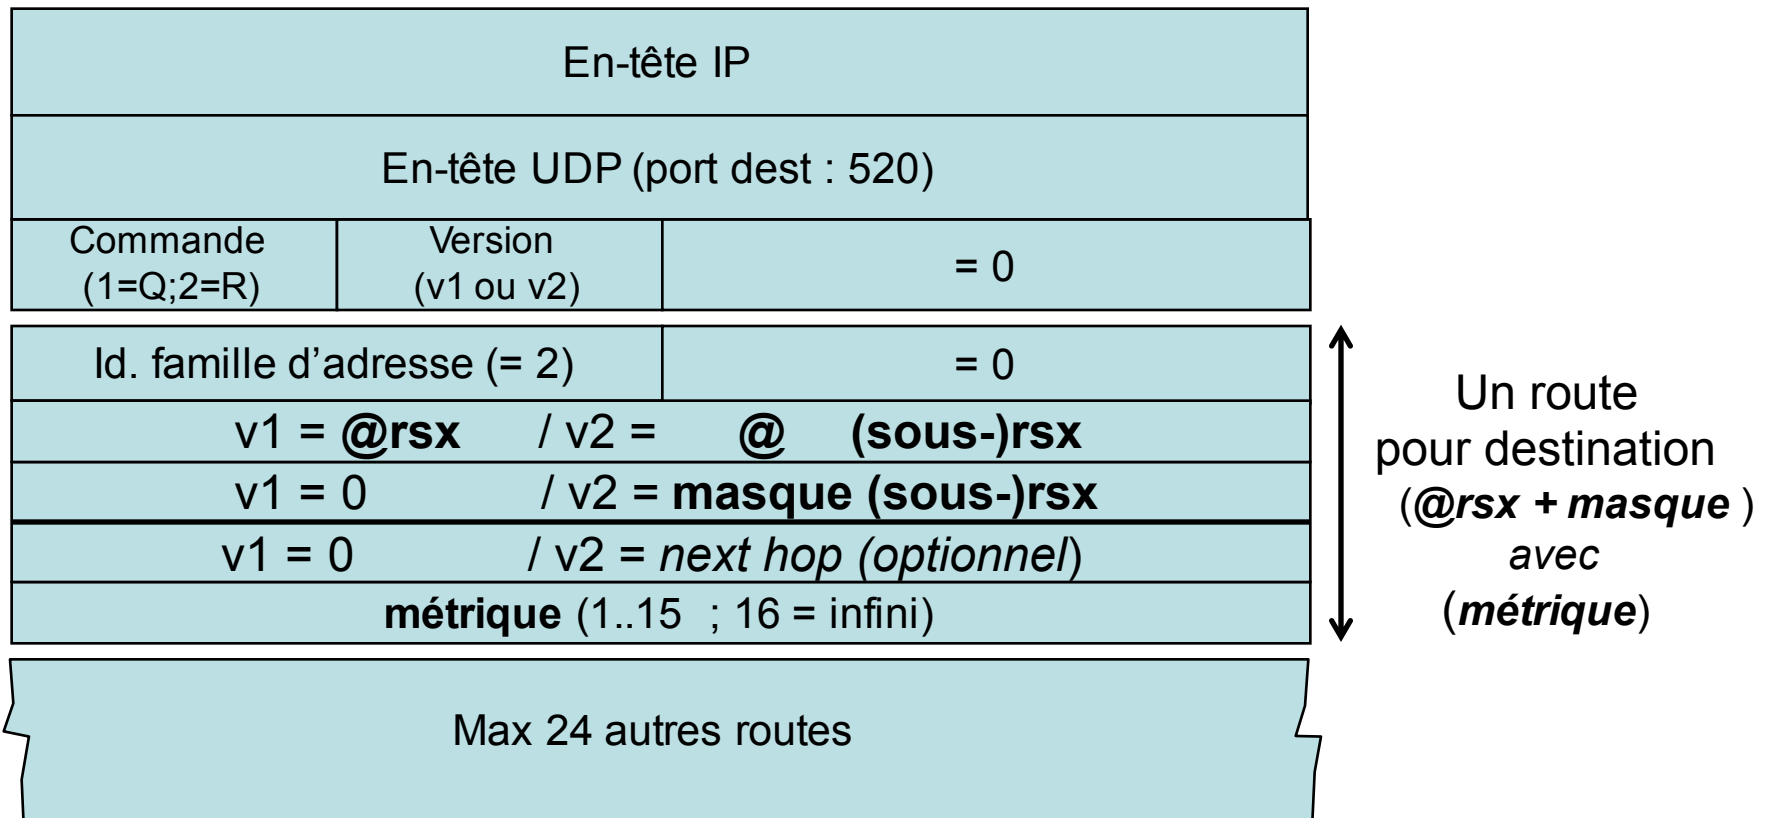 En-tête IP
En-tête UDP (port dest : 520)
Commande
(1=Q;2=R)
Version
(v1 ou v2)
= 0
Id. famille d’adresse (= 2)
= 0
v1 = @rsx / v2 = @ (sous-)rsx
v1 = 0 / v2 = masque (sous-)rsx
v1 = 0 / v2 = next hop (optionnel)
métrique (1..15 ; 16 = infini)
Un route
pour destination
(@rsx + masque )
avec
(métrique)
Max 24 autres routes